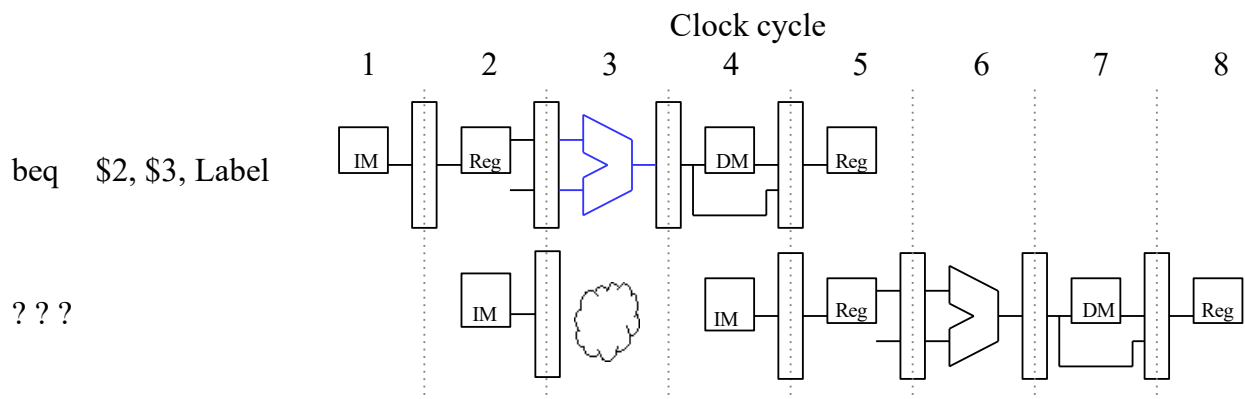 Clock cycle
1 2 3 4 5 6 7 8
beq $2, $3, Label
IM Reg DM Reg
? ? ?
IM IM Reg DM Reg